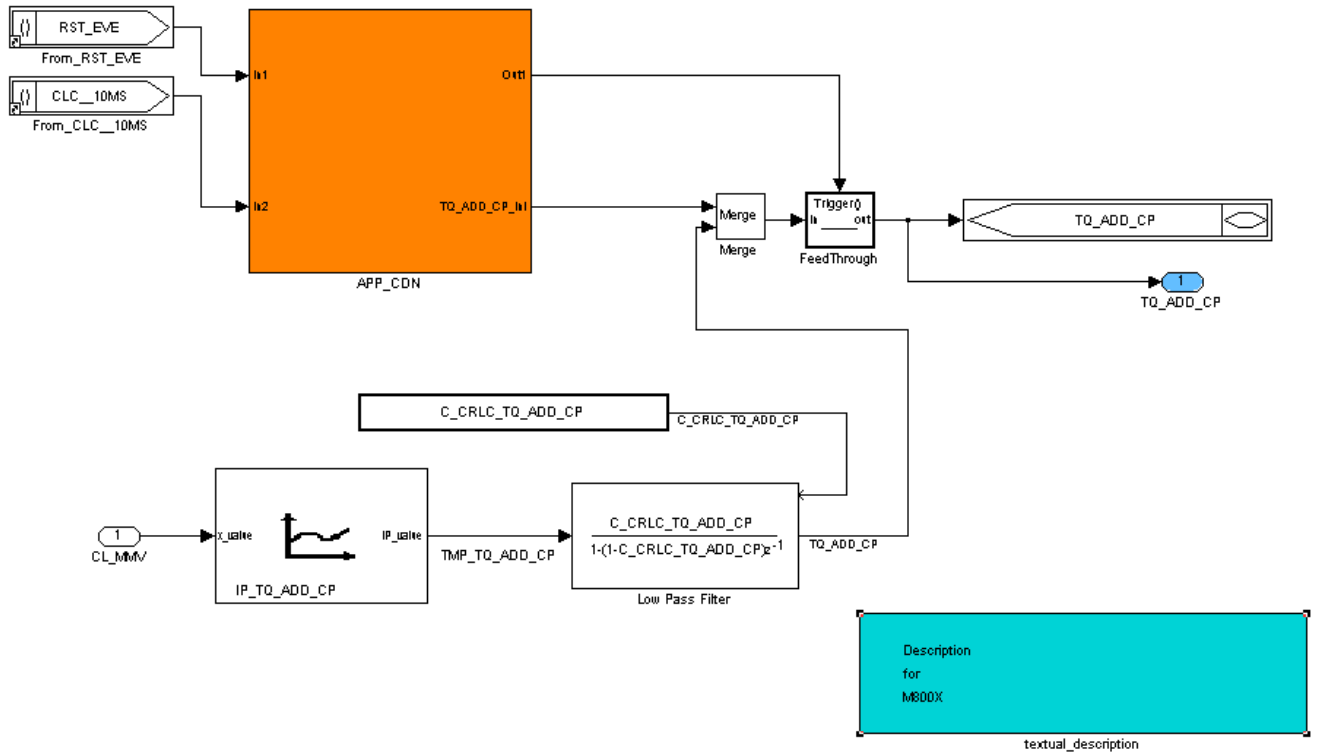 RST_EVE
From_RST_EVE
CLC__10MS
From_CLC__10MS
In1
Out1
In2
TQ_ADD_CP_Inl
APP_CDN
Merge
Merge
Trigger()
In
out
FeedThrough
TQ_ADD_CP
1
TQ_ADD_CP
C_CRLC_TQ_ADD_CP
C_CRLC_TQ_ADD_CP
1
CL_MMV
x_value
IP_value
IP_TQ_ADD_CP
TMP_TQ_ADD_CP
C_CRLC_TQ_ADD_CP
1-(1-C_CRLC_TQ_ADD_CP)z-1
Low Pass Filter
TQ_ADD_CP
Description
for
M800X
textual_description